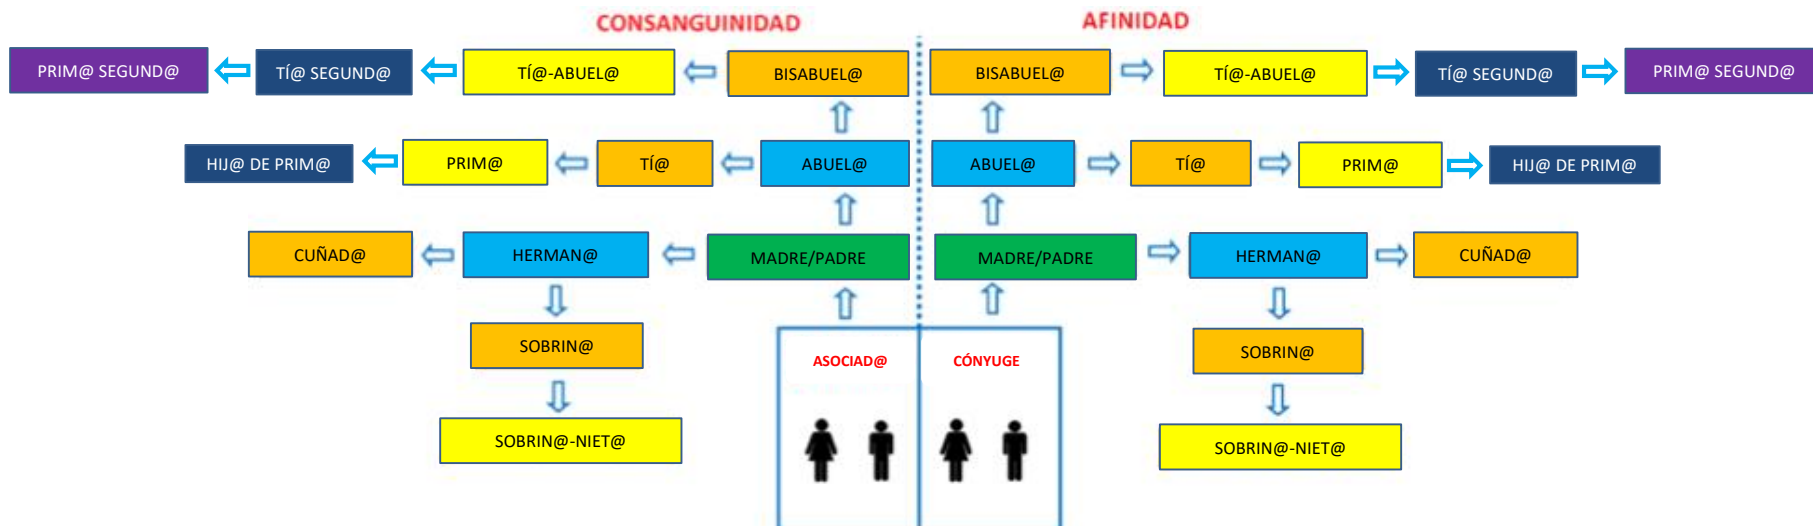 CONSANGUINIDAD
AFINIDAD
PRIM@ SEGUND@
TÍ@ SEGUND@
TÍ@-ABUEL@
BISABUEL@
BISABUEL@
TÍ@-ABUEL@
TÍ@ SEGUND@
PRIM@ SEGUND@
HIJ@ DE PRIM@
PRIM@
TÍ@
ABUEL@
ABUEL@
TÍ@
PRIM@
HIJ@ DE PRIM@
CUÑAD@
HERMAN@
MADRE/PADRE
MADRE/PADRE
HERMAN@
CUÑAD@
SOBRIN@
ASOCIAD@
CÓNYUGE
SOBRIN@
SOBRIN@-NIET@
SOBRIN@-NIET@